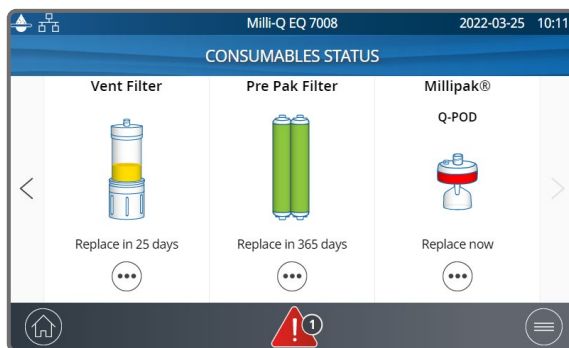 Milli-Q EQ 7008 2022-03-25 10:11
CONSUMABLES STATUS
Vent Filter
Replace in 25 days
Pre Pak Filter
Replace in 365 days
Millipak®
Q-POD
Replace now
1